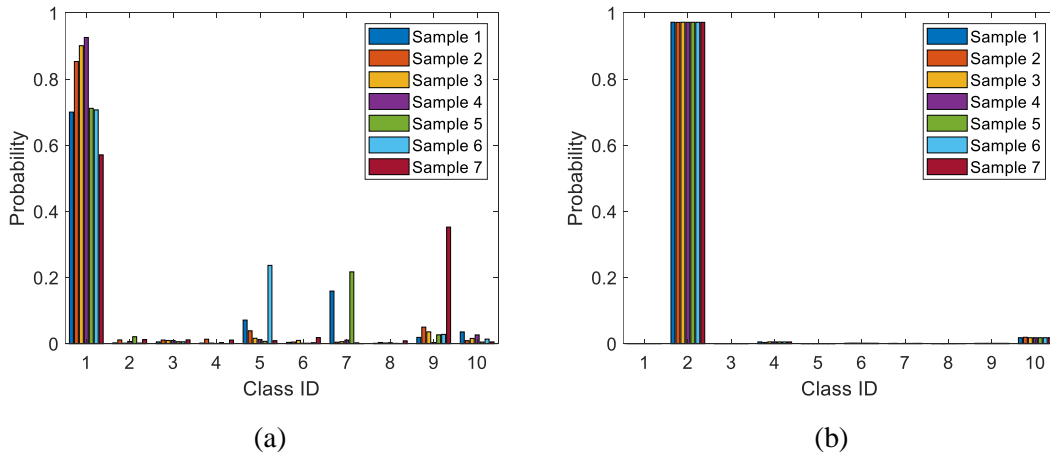 1
0.8
0.6
0.4
0.2
0
Probability
1 2 3 4 5 6 7 8 9 10
Class ID
Sample 1
Sample 2
Sample 3
Sample 4
Sample 5
Sample 6
Sample 7
(a)
1
0.8
0.6
0.4
0.2
0
Probability
1 2 3 4 5 6 7 8 9 10
Class ID
Sample 1
Sample 2
Sample 3
Sample 4
Sample 5
Sample 6
Sample 7
(b)